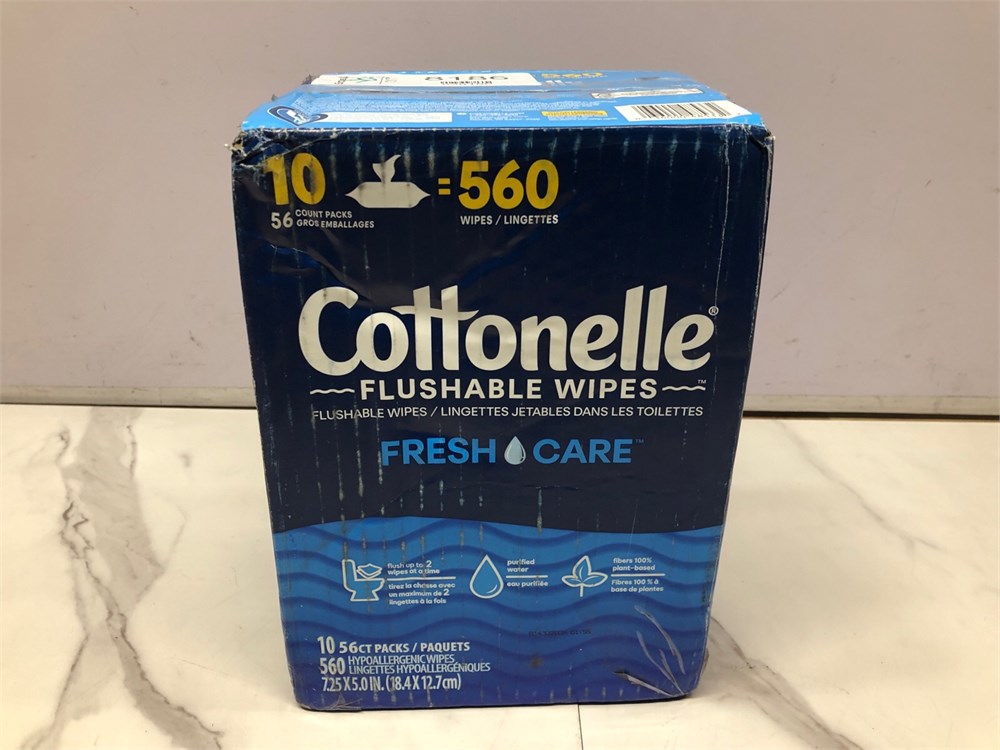 8186
560
10
56 COUNT PACKS
GROS EMBALLAGES
= 560
WIPES / LINGETTES
Cottonelle®
FLUSHABLE WIPES™
FLUSHABLE WIPES / LINGETTES JETABLES DANS LES TOILETTES
FRESH CARE™
flush up to 2
wipes at a time
tirez la chasse avec
un maximum de 2
lingettes à la fois
purified
water
eau purifiée
fibers 100%
plant-based
Fibres 100 % à
base de plantes
10 56CT PACKS / PAQUETS
560 HYPOALLERGENIC WIPES
LINGETTES HYPOALLERGÉNIQUES
7.25 X 5.0 IN. (18.4 X 12.7cm)